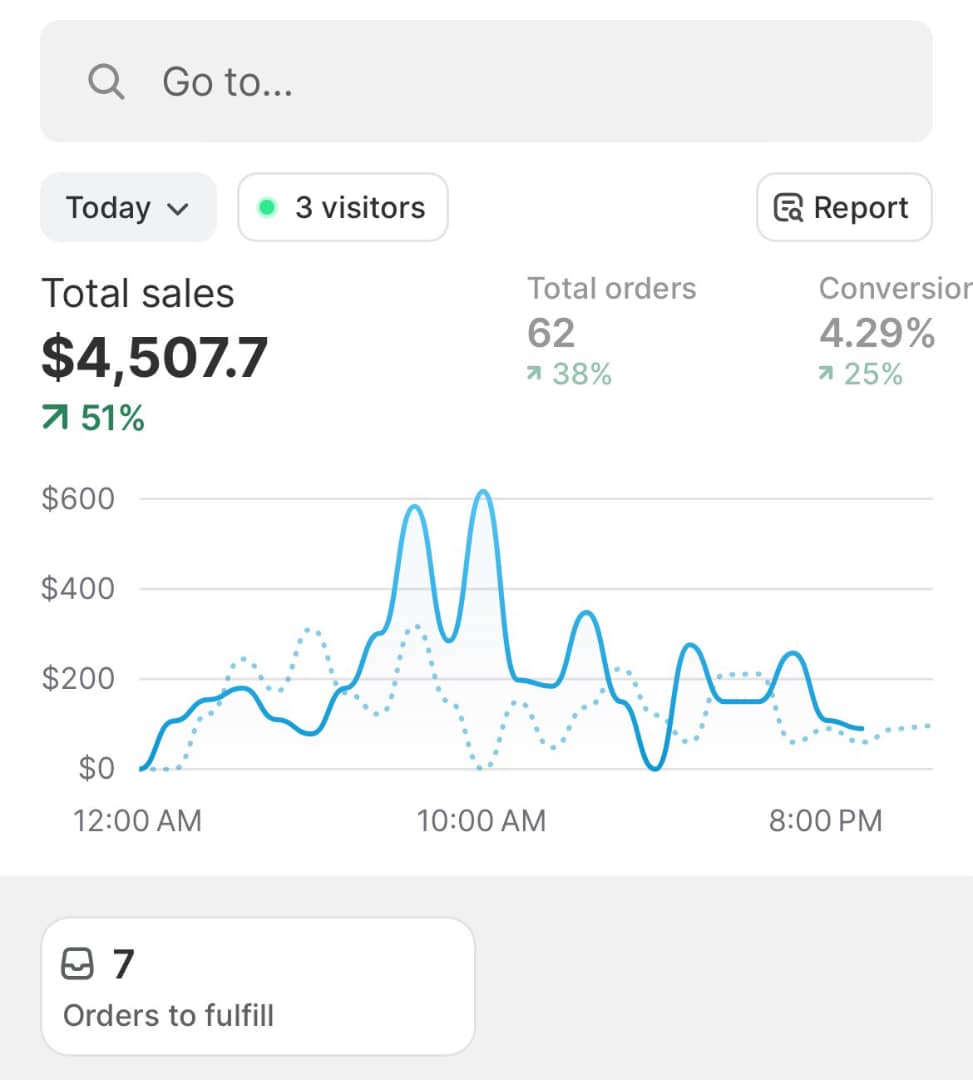 Go to...
Today
3 visitors
Report
Total sales
$4,507.7
51%
Total orders
62
38%
Conversion
4.29%
25%
$600
$400
$200
$0
12:00 AM
10:00 AM
8:00 PM
7
Orders to fulfill